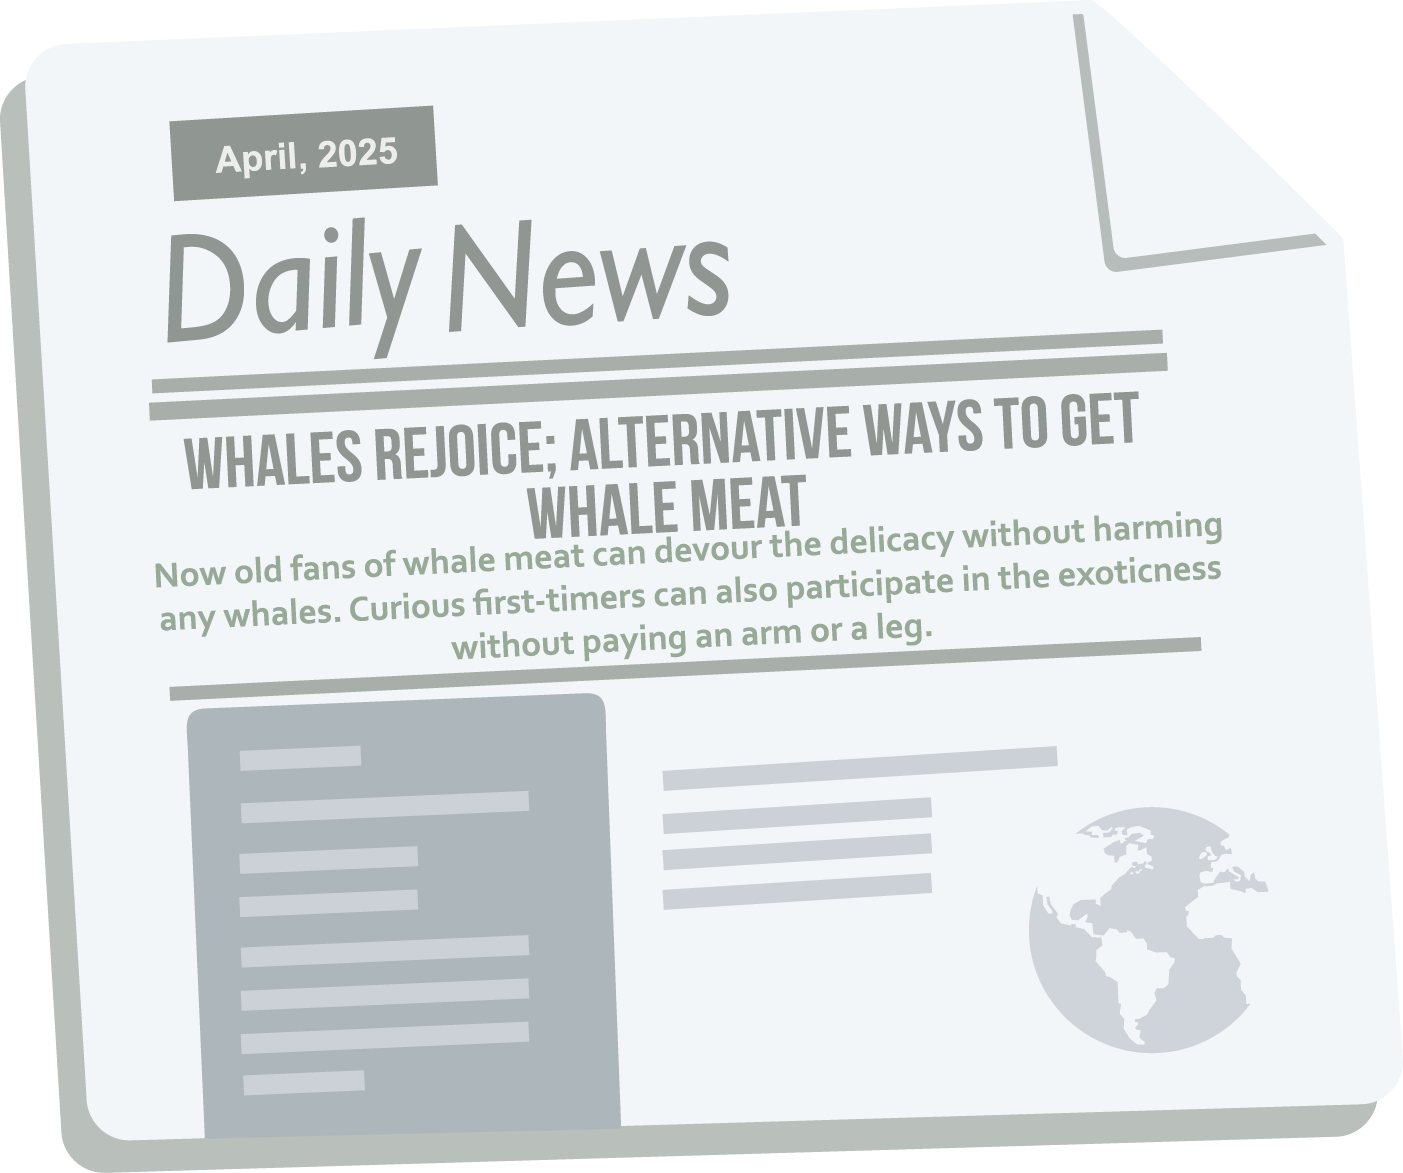 April, 2025
Daily News
WHALES REJOICE; ALTERNATIVE WAYS TO GET
WHALE MEAT
Now old fans of whale meat can devour the delicacy without harming
any whales. Curious first-timers can also participate in the exoticness
without paying an arm or a leg.